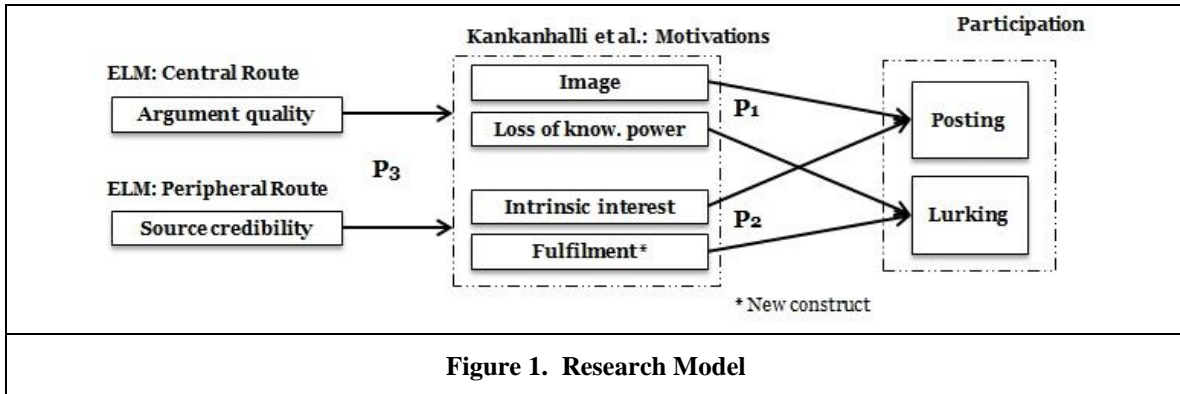 Participation
Kankanhalli et al.: Motivations
ELM: Central Route
Image
Argument quality
P1
Posting
Loss of know. power
P3
ELM: Peripheral Route
Intrinsic interest
Lurking
Source credibility
P2
Fulfilment*
* New construct
Figure 1. Research Model